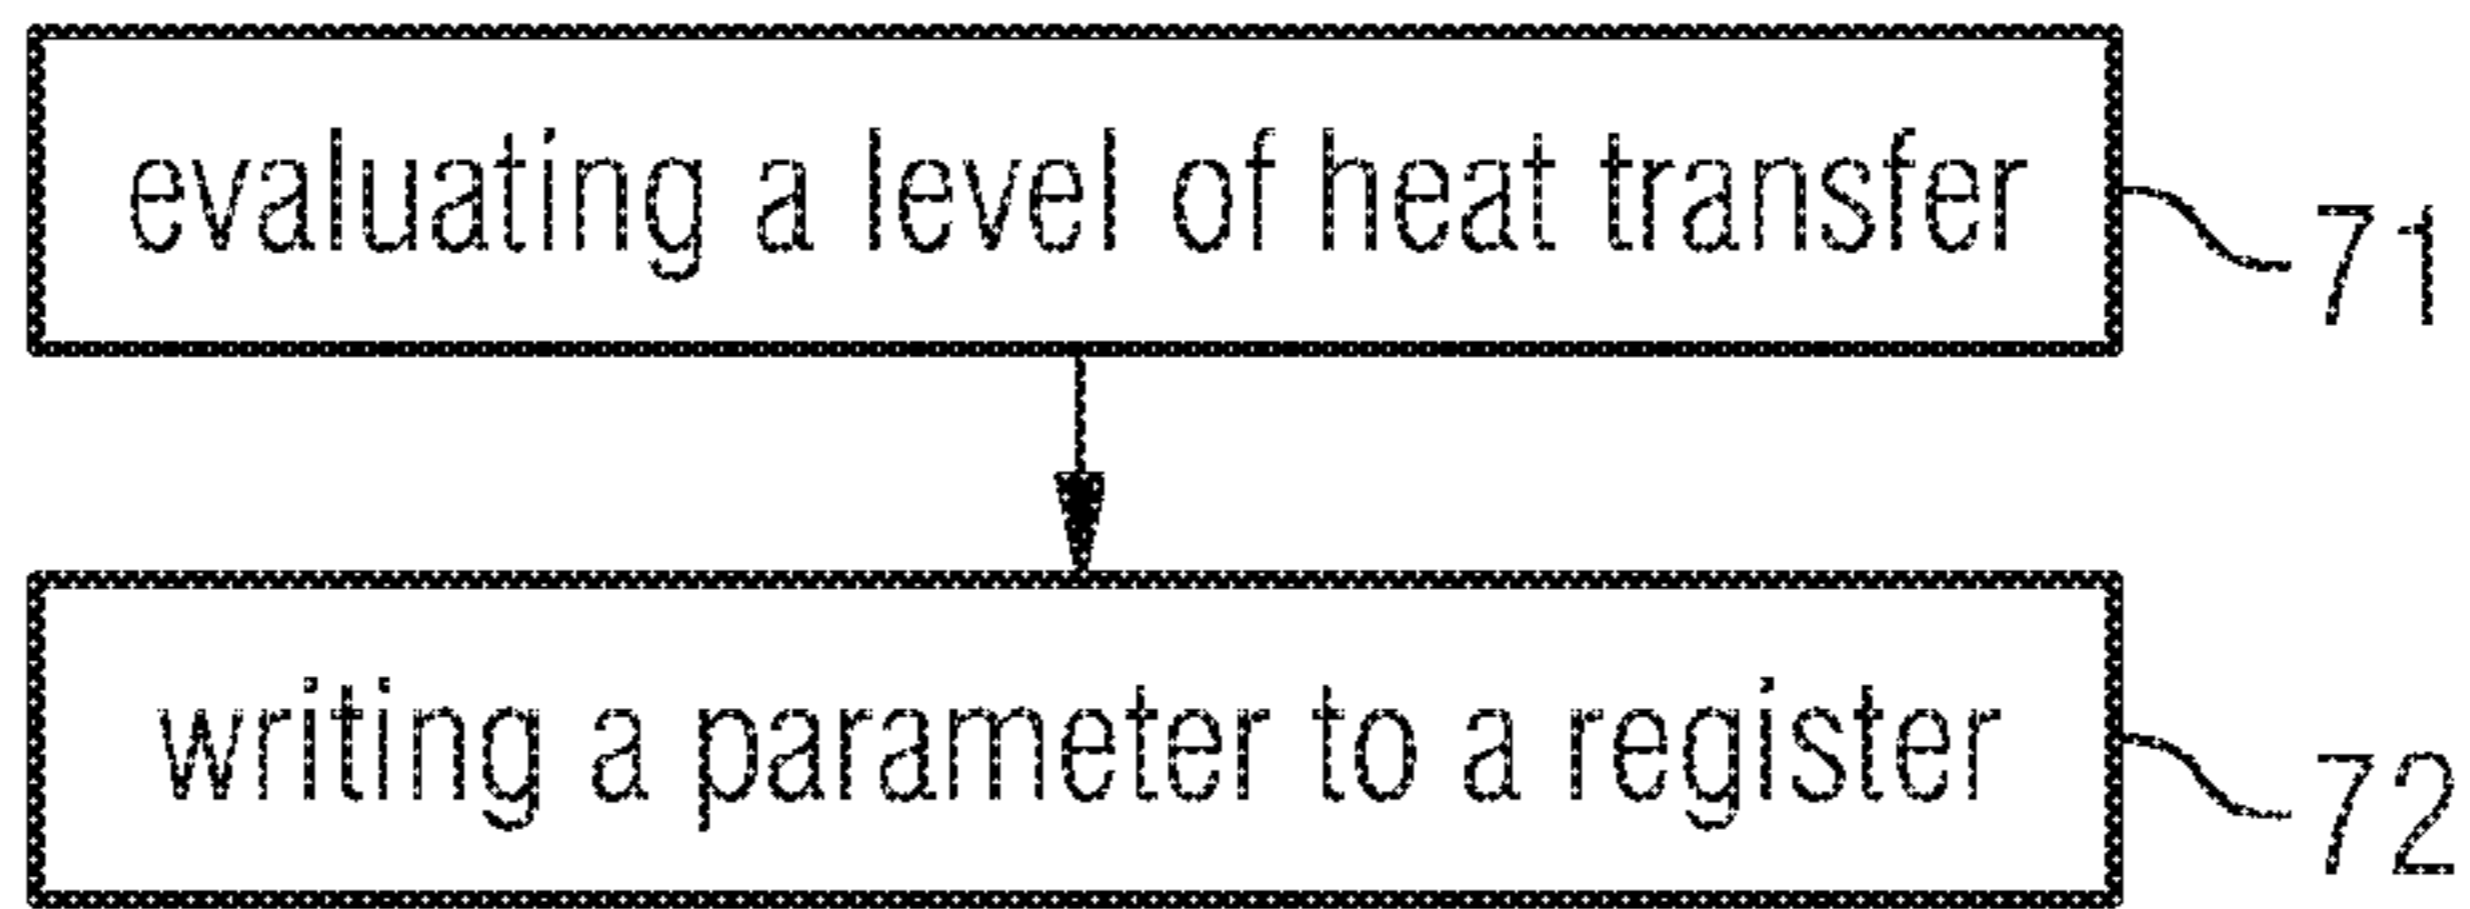 evaluating a level of heat transfer
71
writing a parameter to a register
72